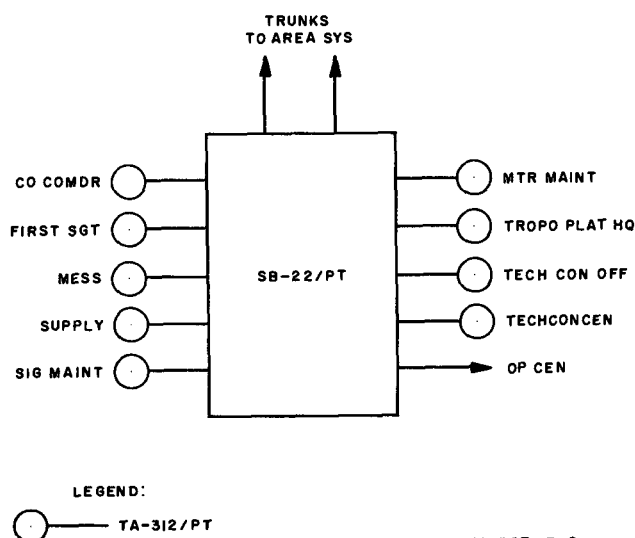 TRUNKS
TO AREA SYS
CO COMDR
FIRST SGT
MESS
SUPPLY
SIG MAINT
SB-22/PT
MTR MAINT
TROPO PLAT HQ
TECH CON OFF
TECHCONCEN
OP CEN
LEGEND:
TA-312/PT